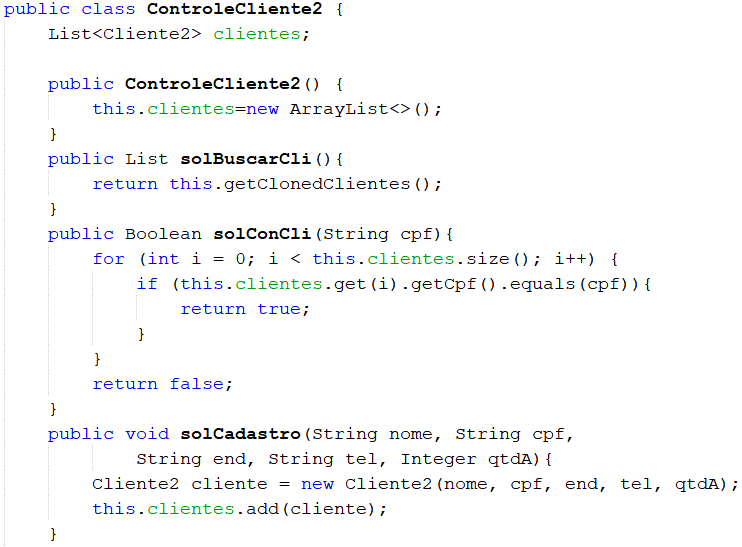 public class ControleCliente2 {
    List<Cliente2> clientes;

    public ControleCliente2() {
        this.clientes=new ArrayList<>();
    }
    public List solBuscarCli(){
        return this.getClonedClientes();
    }
    public Boolean solConCli(String cpf){
        for (int i = 0; i < this.clientes.size(); i++) {
            if (this.clientes.get(i).getCpf().equals(cpf)){
                return true;
            }
        }
        return false;
    }
    public void solCadastro(String nome, String cpf,
            String end, String tel, Integer qtdA){
        Cliente2 cliente = new Cliente2(nome, cpf, end, tel, qtdA);
        this.clientes.add(cliente);
    }